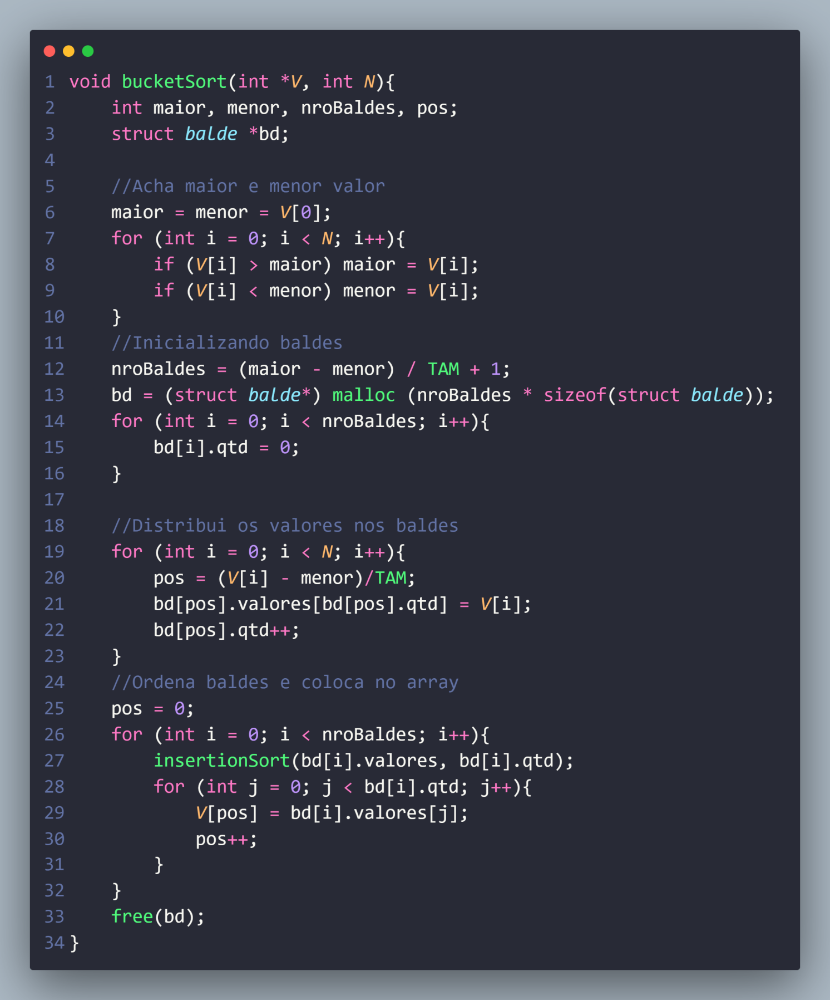 1 void bucketSort(int *V, int N){
2     int maior, menor, nroBaldes, pos;
3     struct balde *bd;
4
5     //Acha maior e menor valor
6     maior = menor = V[0];
7     for (int i = 0; i < N; i++){
8         if (V[i] > maior) maior = V[i];
9         if (V[i] < menor) menor = V[i];
10     }
11     //Inicializando baldes
12     nroBaldes = (maior - menor) / TAM + 1;
13     bd = (struct balde*) malloc (nroBaldes * sizeof(struct balde));
14     for (int i = 0; i < nroBaldes; i++){
15         bd[i].qtd = 0;
16     }
17
18     //Distribui os valores nos baldes
19     for (int i = 0; i < N; i++){
20         pos = (V[i] - menor)/TAM;
21         bd[pos].valores[bd[pos].qtd] = V[i];
22         bd[pos].qtd++;
23     }
24     //Ordena baldes e coloca no array
25     pos = 0;
26     for (int i = 0; i < nroBaldes; i++){
27         insertionSort(bd[i].valores, bd[i].qtd);
28         for (int j = 0; j < bd[i].qtd; j++){
29             V[pos] = bd[i].valores[j];
30             pos++;
31         }
32     }
33     free(bd);
34 }